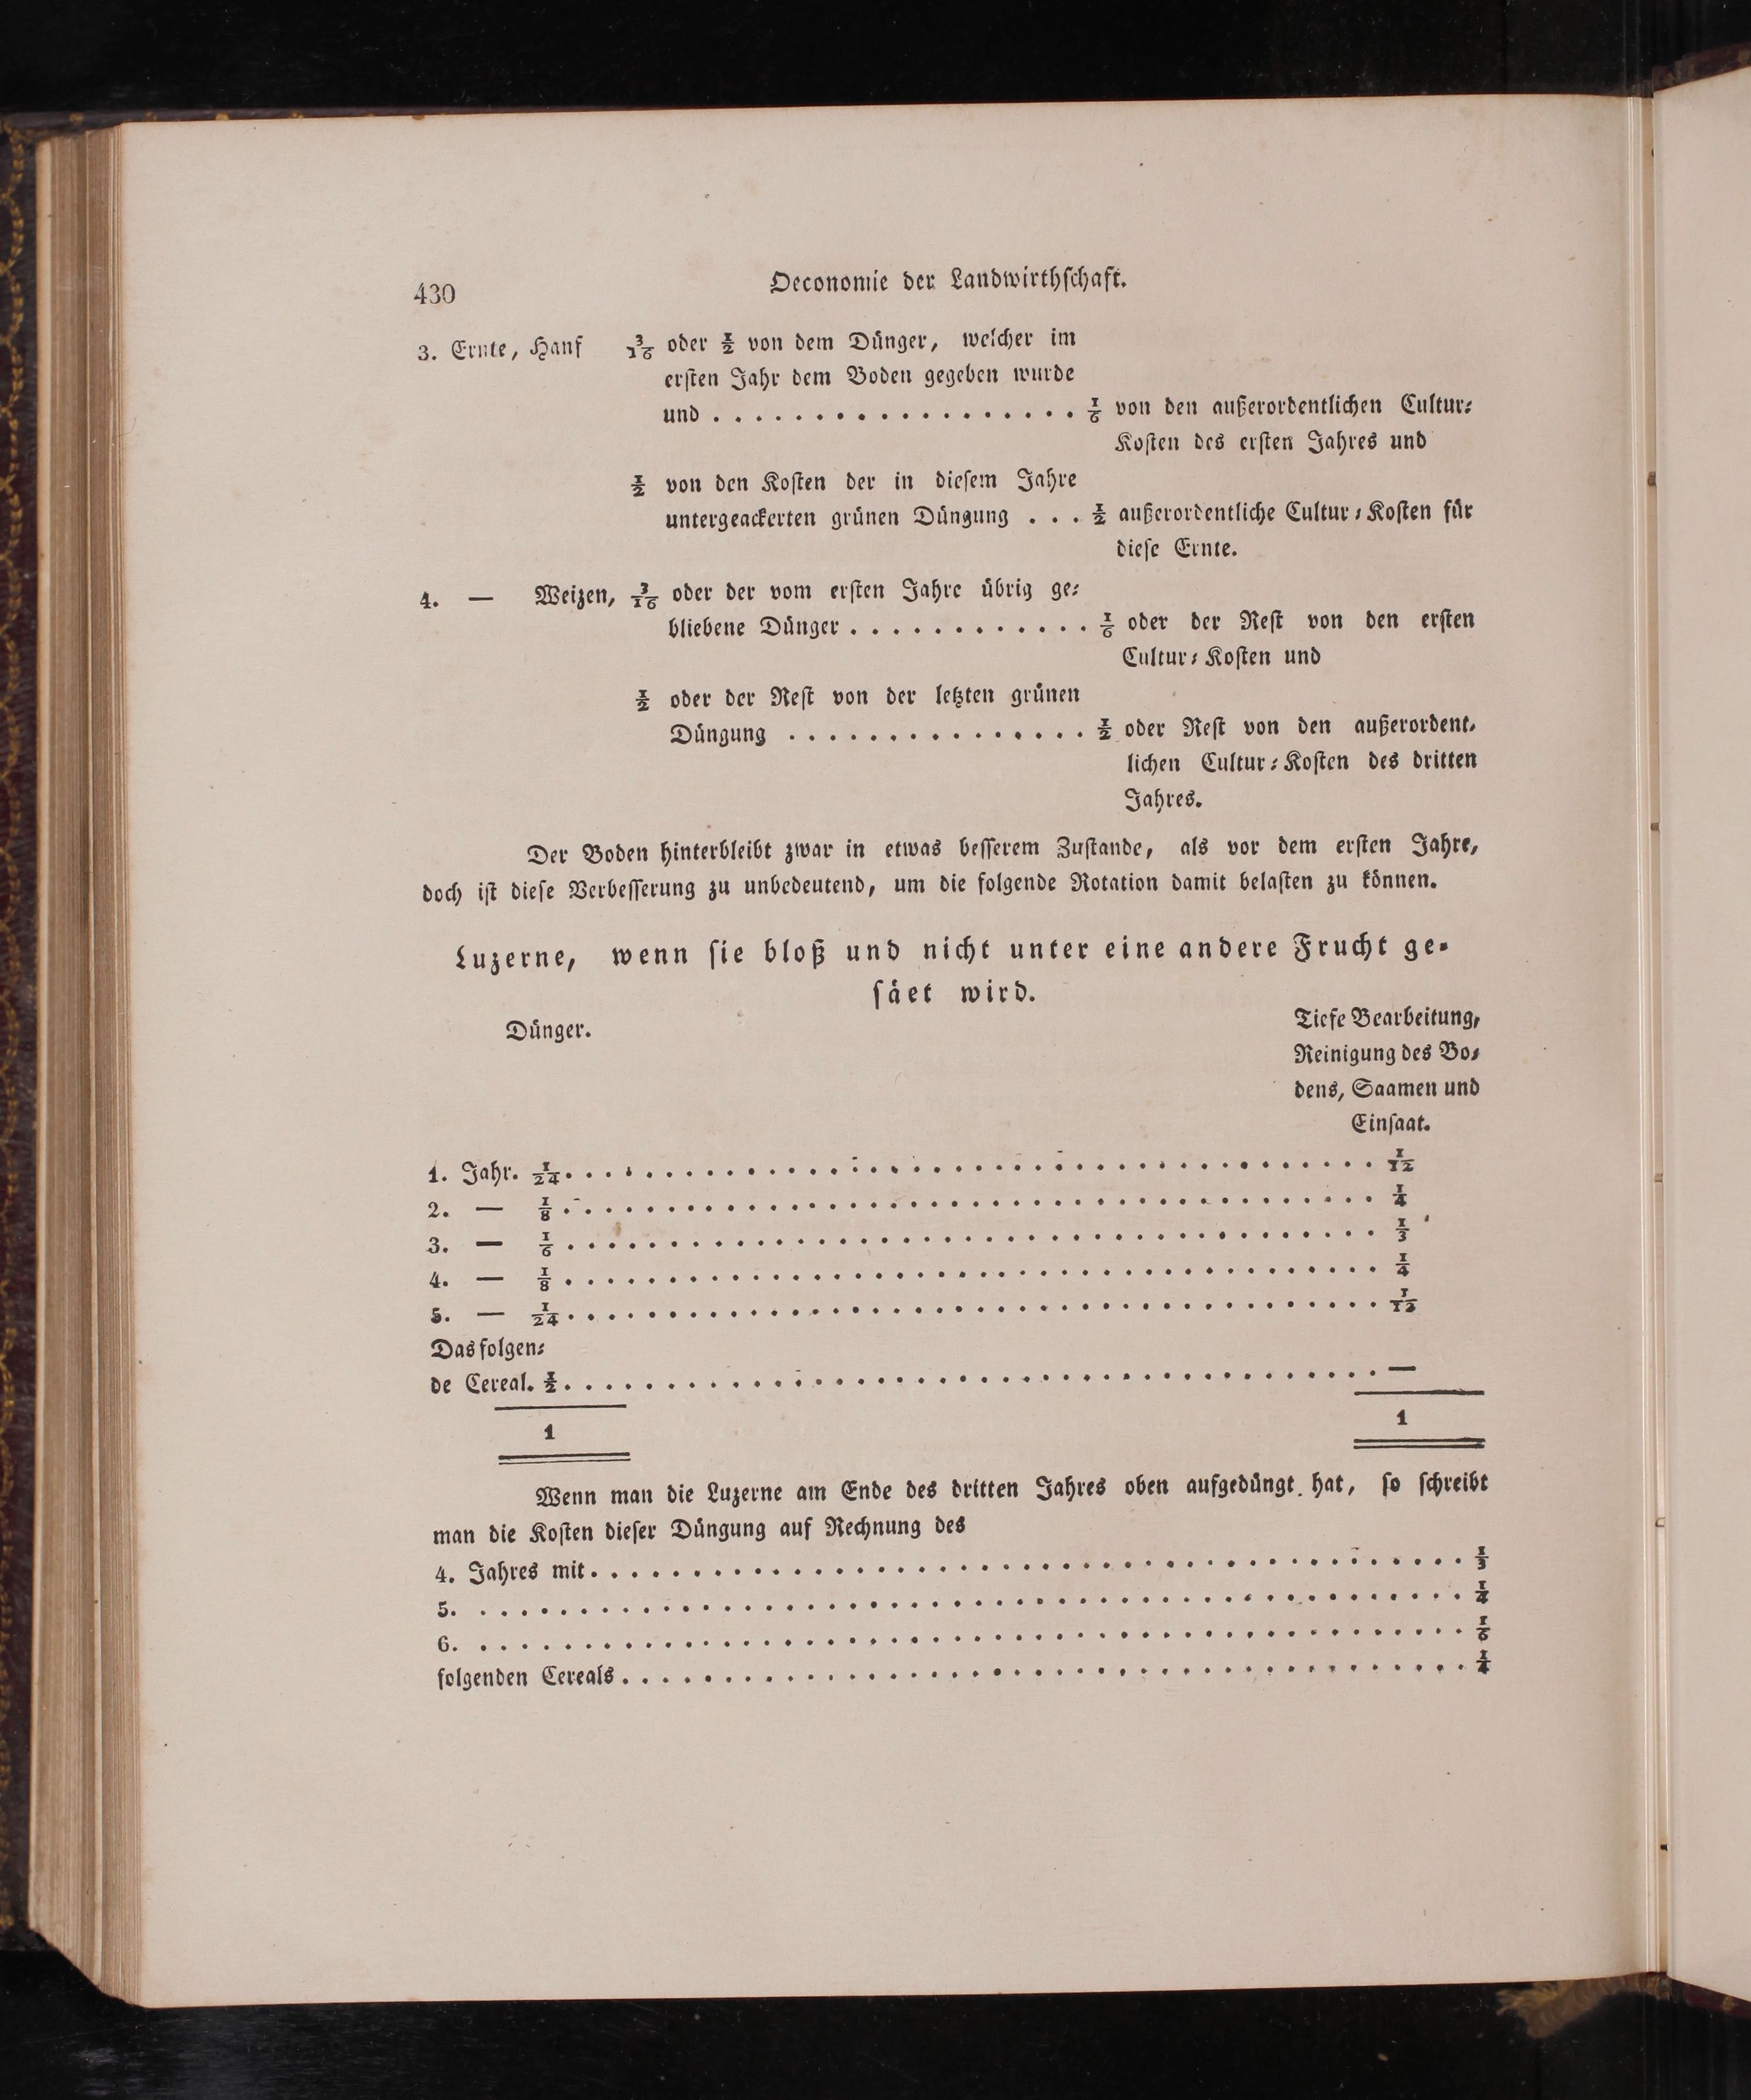 430
Oeconomie der Landwirthſchaft.
3. Ernte, Hanf 3/16 oder 1/2 von dem Dünger, welcher im
erſten Jahr dem Boden gegeben wurde
und . . . . . . . . . . . . . . . . . . 1/6 von den außerordentlichen Cultur⸗
Koſten des erſten Jahres und
1/2 von den Koſten der in dieſem Jahre
untergeackerten grünen Düngung . . . 1/2 außerordentliche Cultur⸗Koſten für
dieſe Ernte.
4. — Weizen, 3/16 oder der vom erſten Jahre übrig ge⸗
bliebene Dünger . . . . . . . . . . . . 1/6 oder der Reſt von den erſten
Cultur⸗Koſten und
1/2 oder der Reſt von der letzten grünen
Düngung . . . . . . . . . . . . . . . 1/2 oder Reſt von den außerordent⸗
lichen Cultur⸗Koſten des dritten
Jahres.
Der Boden hinterbleibt zwar in etwas beſſerem Zuſtande, als vor dem erſten Jahre,
doch iſt dieſe Verbeſſerung zu unbedeutend, um die folgende Rotation damit belaſten zu können.
Luzerne, wenn ſie bloß und nicht unter eine andere Frucht ge⸗
ſäet wird.
Dünger.
Tiefe Bearbeitung,
Reinigung des Bo⸗
dens, Saamen und
Einſaat.
1. Jahr. 1/24 . . . . . . . . . . . . . . . . . . . . 1/12
2. — 1/8 . . . . . . . . . . . . . . . . . . . . 1/4
3. — 1/6 . . . . . . . . . . . . . . . . . . . . 1/3
4. — 1/8 . . . . . . . . . . . . . . . . . . . . 1/4
5. — 1/24 . . . . . . . . . . . . . . . . . . . . 1/12
Das folgen⸗
de Cereal. 1/2 . . . . . . . . . . . . . . . . . . . . —
1 1
Wenn man die Luzerne am Ende des dritten Jahres oben aufgedüngt hat, ſo ſchreibt
man die Koſten dieſer Düngung auf Rechnung des
4. Jahres mit . . . . . . . . . . . . . . . . . . . . 1/3
5. . . . . . . . . . . . . . . . . . . . . 1/4
6. . . . . . . . . . . . . . . . . . . . . 1/6
folgenden Cereals . . . . . . . . . . . . . . . . . . . . 1/4